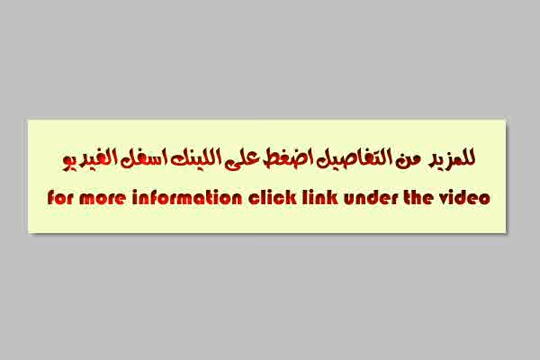 للمزيد من التفاصيل اضغط على اللينك اسفل الفيديو
for more information click link under the video